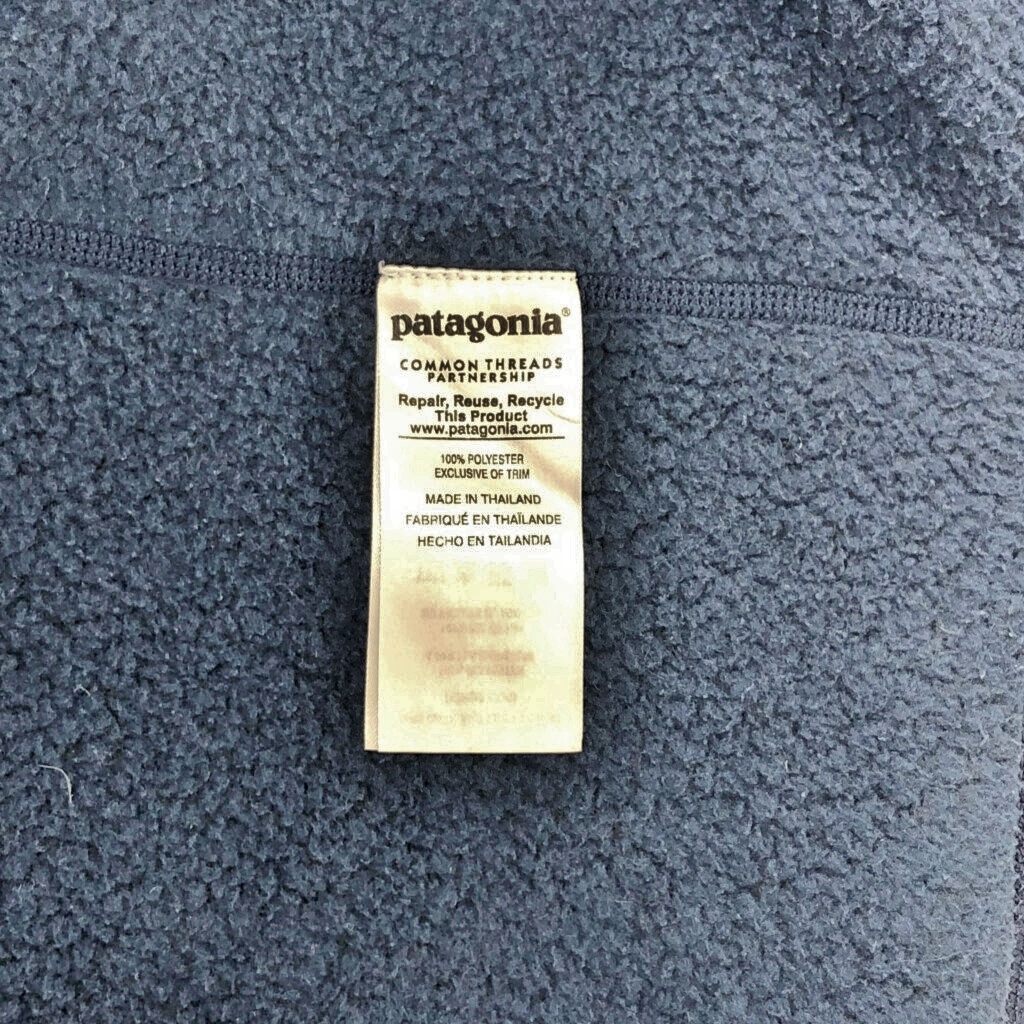 patagonia®
COMMON THREADS
PARTNERSHIP
Repair, Reuse, Recycle
This Product
www.patagonia.com
100% POLYESTER
EXCLUSIVE OF TRIM
MADE IN THAILAND
FABRIQUÉ EN THAÏLANDE
HECHO EN TAILANDIA